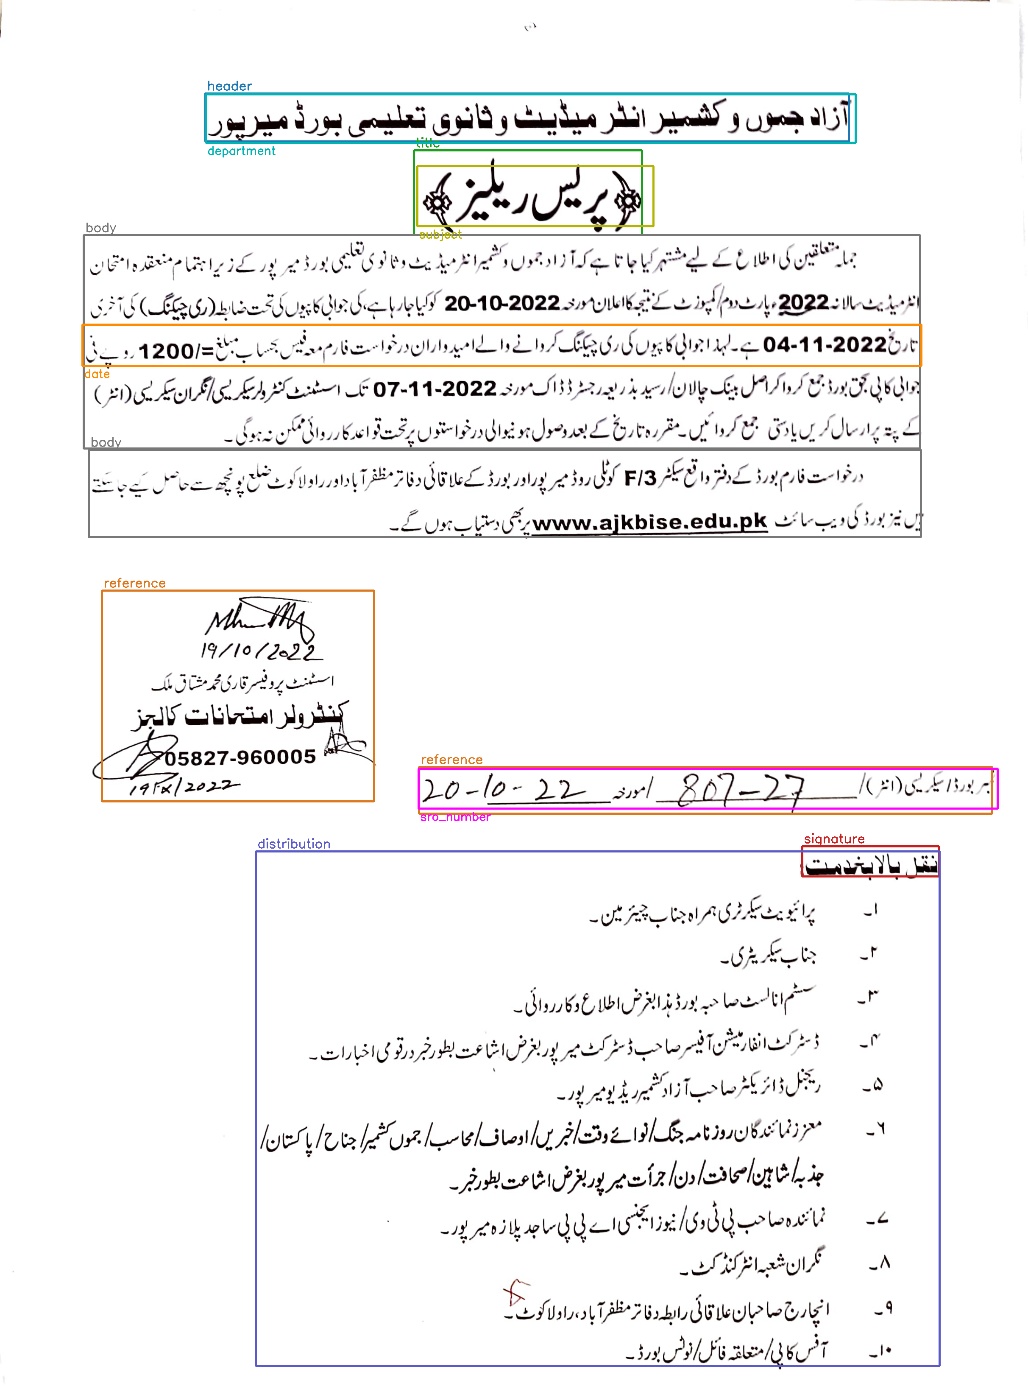 header
آزاد جموں و کشمیر انٹرمیڈیٹ و ثانوی تعلیمی بورڈ میرپور
department
title
﴿پریس ریلیز﴾
subject
body
جملہ متعلقین کی اطلاع کے لیے مشتہر کیا جاتا ہے کہ آزاد جموں و کشمیر انٹرمیڈیٹ و ثانوی تعلیمی بورڈ میرپور کے زیر اہتمام منعقدہ امتحان
انٹرمیڈیٹ سالانہ 2022ء پارٹ دوم/کمپوزٹ کے نتیجہ کا اعلان مورخہ 20-10-2022 کو کیا جا رہا ہے، کی جوابی کاپیوں کی تحت ضابطہ (ری چیکنگ) کی آخری
تاریخ 04-11-2022 ہے۔ لہذا جوابی کاپیوں کی ری چیکنگ کروانے والے امیدواران درخواست فارم معہ فیس بحساب مبلغ =/1200 روپے فی
date
جوابی کاپی بحق بورڈ جمع کروا کر اصل بینک چالان/رسید بذریعہ رجسٹرڈ ڈاک مورخہ 07-11-2022 تک اسسٹنٹ کنٹرولر سیکریسی/نگران سیکریسی (انٹر)
کے پتہ پر ارسال کریں یا دستی جمع کروائیں۔ مقررہ تاریخ کے بعد وصول ہونیوالی درخواستوں پر تحت قواعد کارروائی ممکن نہ ہوگی۔
body
درخواست فارم بورڈ کے دفتر واقع سیکٹر F/3 کوٹلی روڈ میرپور اور بورڈ کے علاقائی دفاتر مظفر آباد اور راولاکوٹ ضلع پونچھ سے حاصل کیے جا سکتے
ہیں نیز بورڈ کی ویب سائٹ www.ajkbise.edu.pk پر بھی دستیاب ہوں گے۔
reference
19/10/2022
اسسٹنٹ پروفیسر قاری محمد مشتاق ملک
کنٹرولر امتحانات کالجز
05827-960005
19/x/2022
reference
بر بورڈ/سیکریسی (انٹر)/ 807-27 /مورخہ 20-10-22
sro_number
signature
distribution
نقل بالا بخدمت
۱۔ پرائیویٹ سیکرٹری ہمراہ جناب چیئرمین۔
۲۔ جناب سیکریٹری۔
۳۔ سسٹم انالسٹ صاحبہ بورڈ ہذا بغرض اطلاع و کارروائی۔
۴۔ ڈسٹرکٹ انفارمیشن آفیسر صاحب ڈسٹرکٹ میرپور بغرض اشاعت بطور خبر در قومی اخبارات۔
۵۔ ریجنل ڈائریکٹر صاحب آزاد کشمیر ریڈیو میرپور۔
۶۔ معزز نمائندگان روزنامہ جنگ/نوائے وقت/خبریں/اوصاف/محاسب/جموں کشمیر/جناح/پاکستان/
جذبہ/شاہین/صحافت/دن/جرأت میرپور بغرض اشاعت بطور خبر۔
۷۔ نمائندہ صاحب پی ٹی وی/نیوز ایجنسی اے پی پی ساجد پلازہ میرپور۔
۸۔ نگران شعبہ انٹر کنڈکٹ۔
۹۔ انچارج صاحبان علاقائی رابطہ دفاتر مظفر آباد، راولاکوٹ۔
۱۰۔ آفس کاپی/متعلقہ فائل/نوٹس بورڈ۔